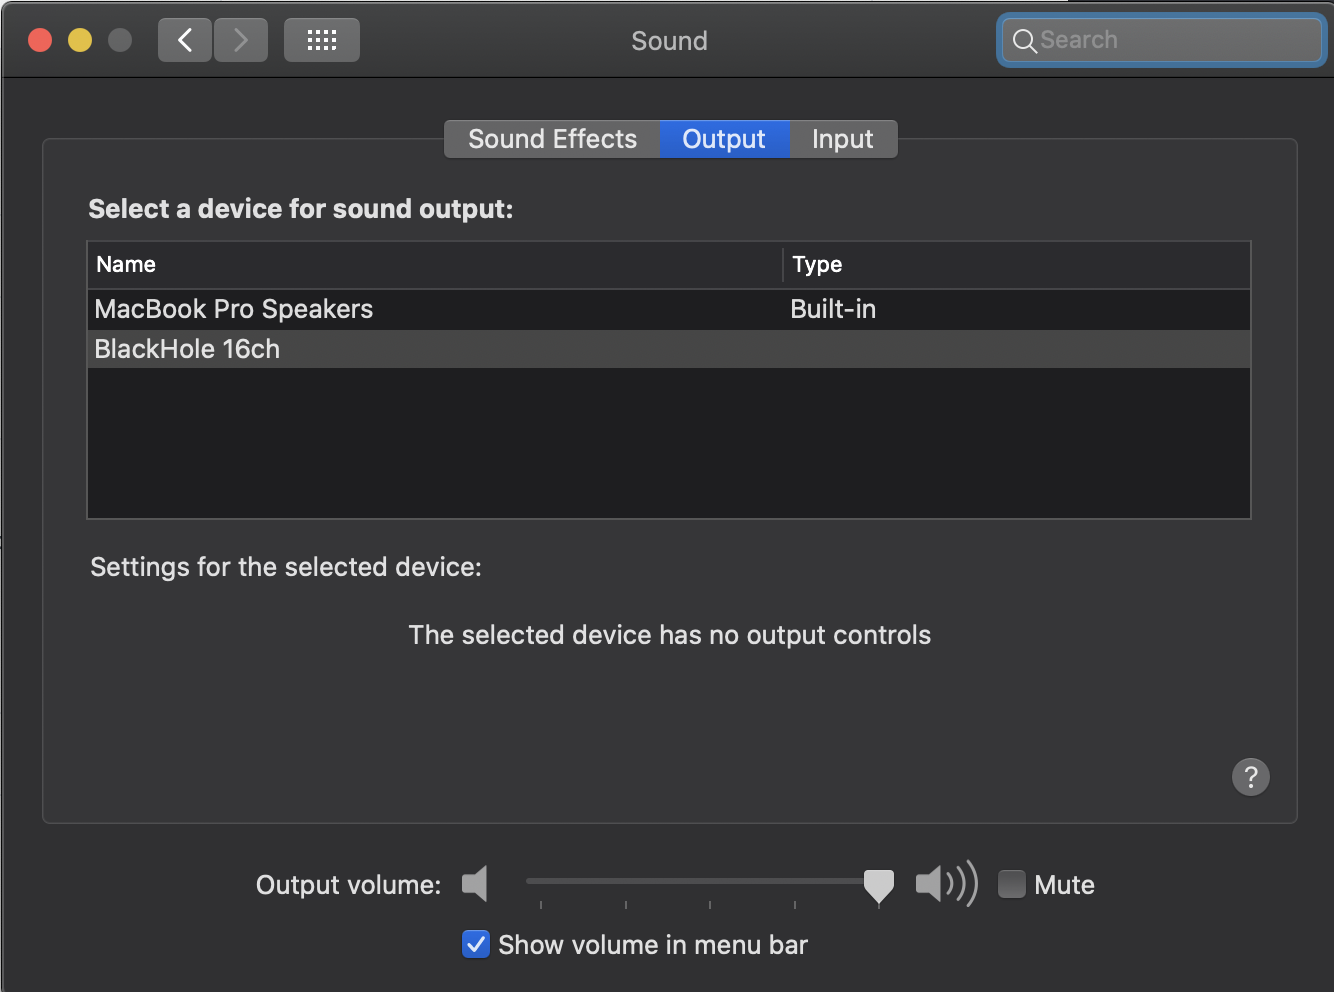 Sound
Search
Sound Effects Output Input
Select a device for sound output:
Name Type
MacBook Pro Speakers Built-in
BlackHole 16ch
Settings for the selected device:
The selected device has no output controls
?
Output volume: Mute
Show volume in menu bar